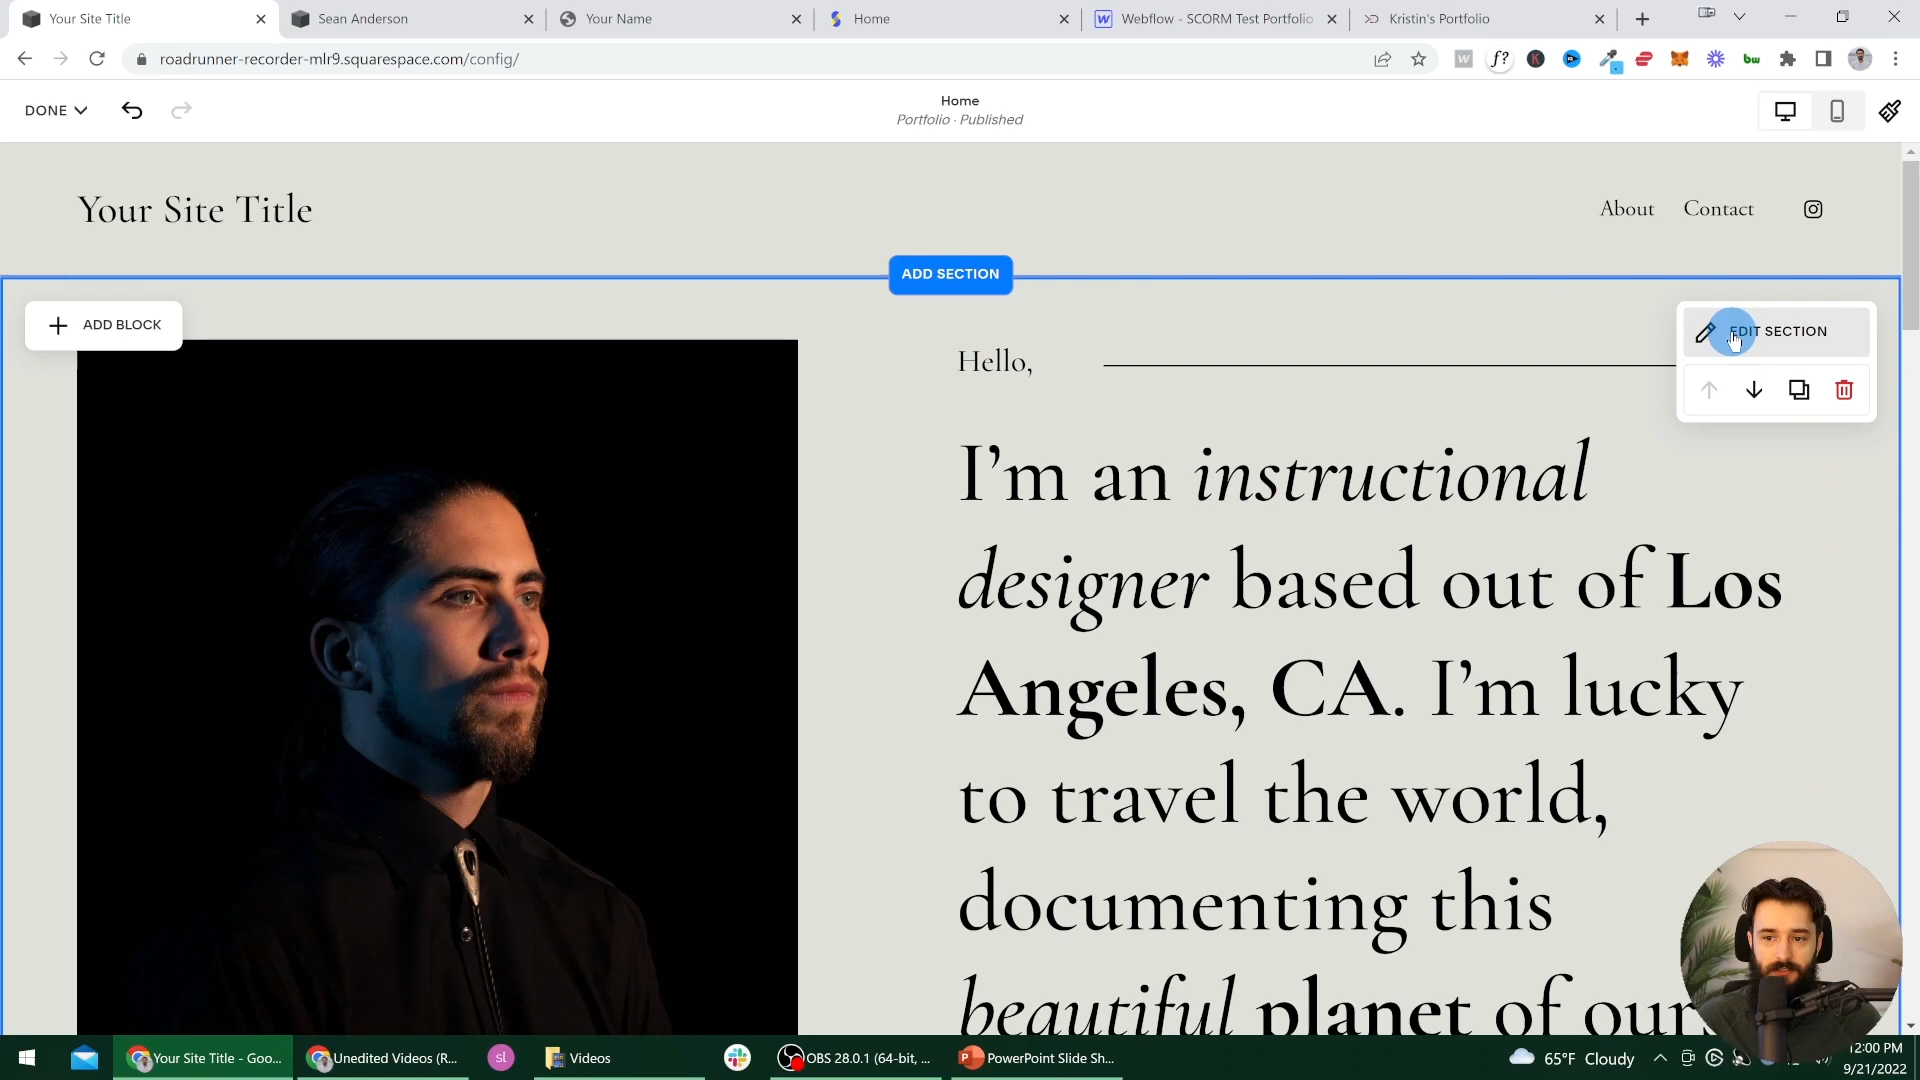 Your Site Title
Sean Anderson
Your Name
Home
Webflow - SCORM Test Portfolio
Kristin's Portfolio
roadrunner-recorder-mlr9.squarespace.com/config/
DONE
Home
Portfolio · Published
Your Site Title
About
Contact
ADD SECTION
ADD BLOCK
EDIT SECTION
Hello,
I'm an instructional
designer based out of Los
Angeles, CA. I'm lucky
to travel the world,
documenting this
beautiful planet of ours
Your Site Title - Goo...
Unedited Videos (R...
sl
Videos
OBS 28.0.1 (64-bit, ...
PowerPoint Slide Sh...
65°F Cloudy
12:00 PM
9/21/2022